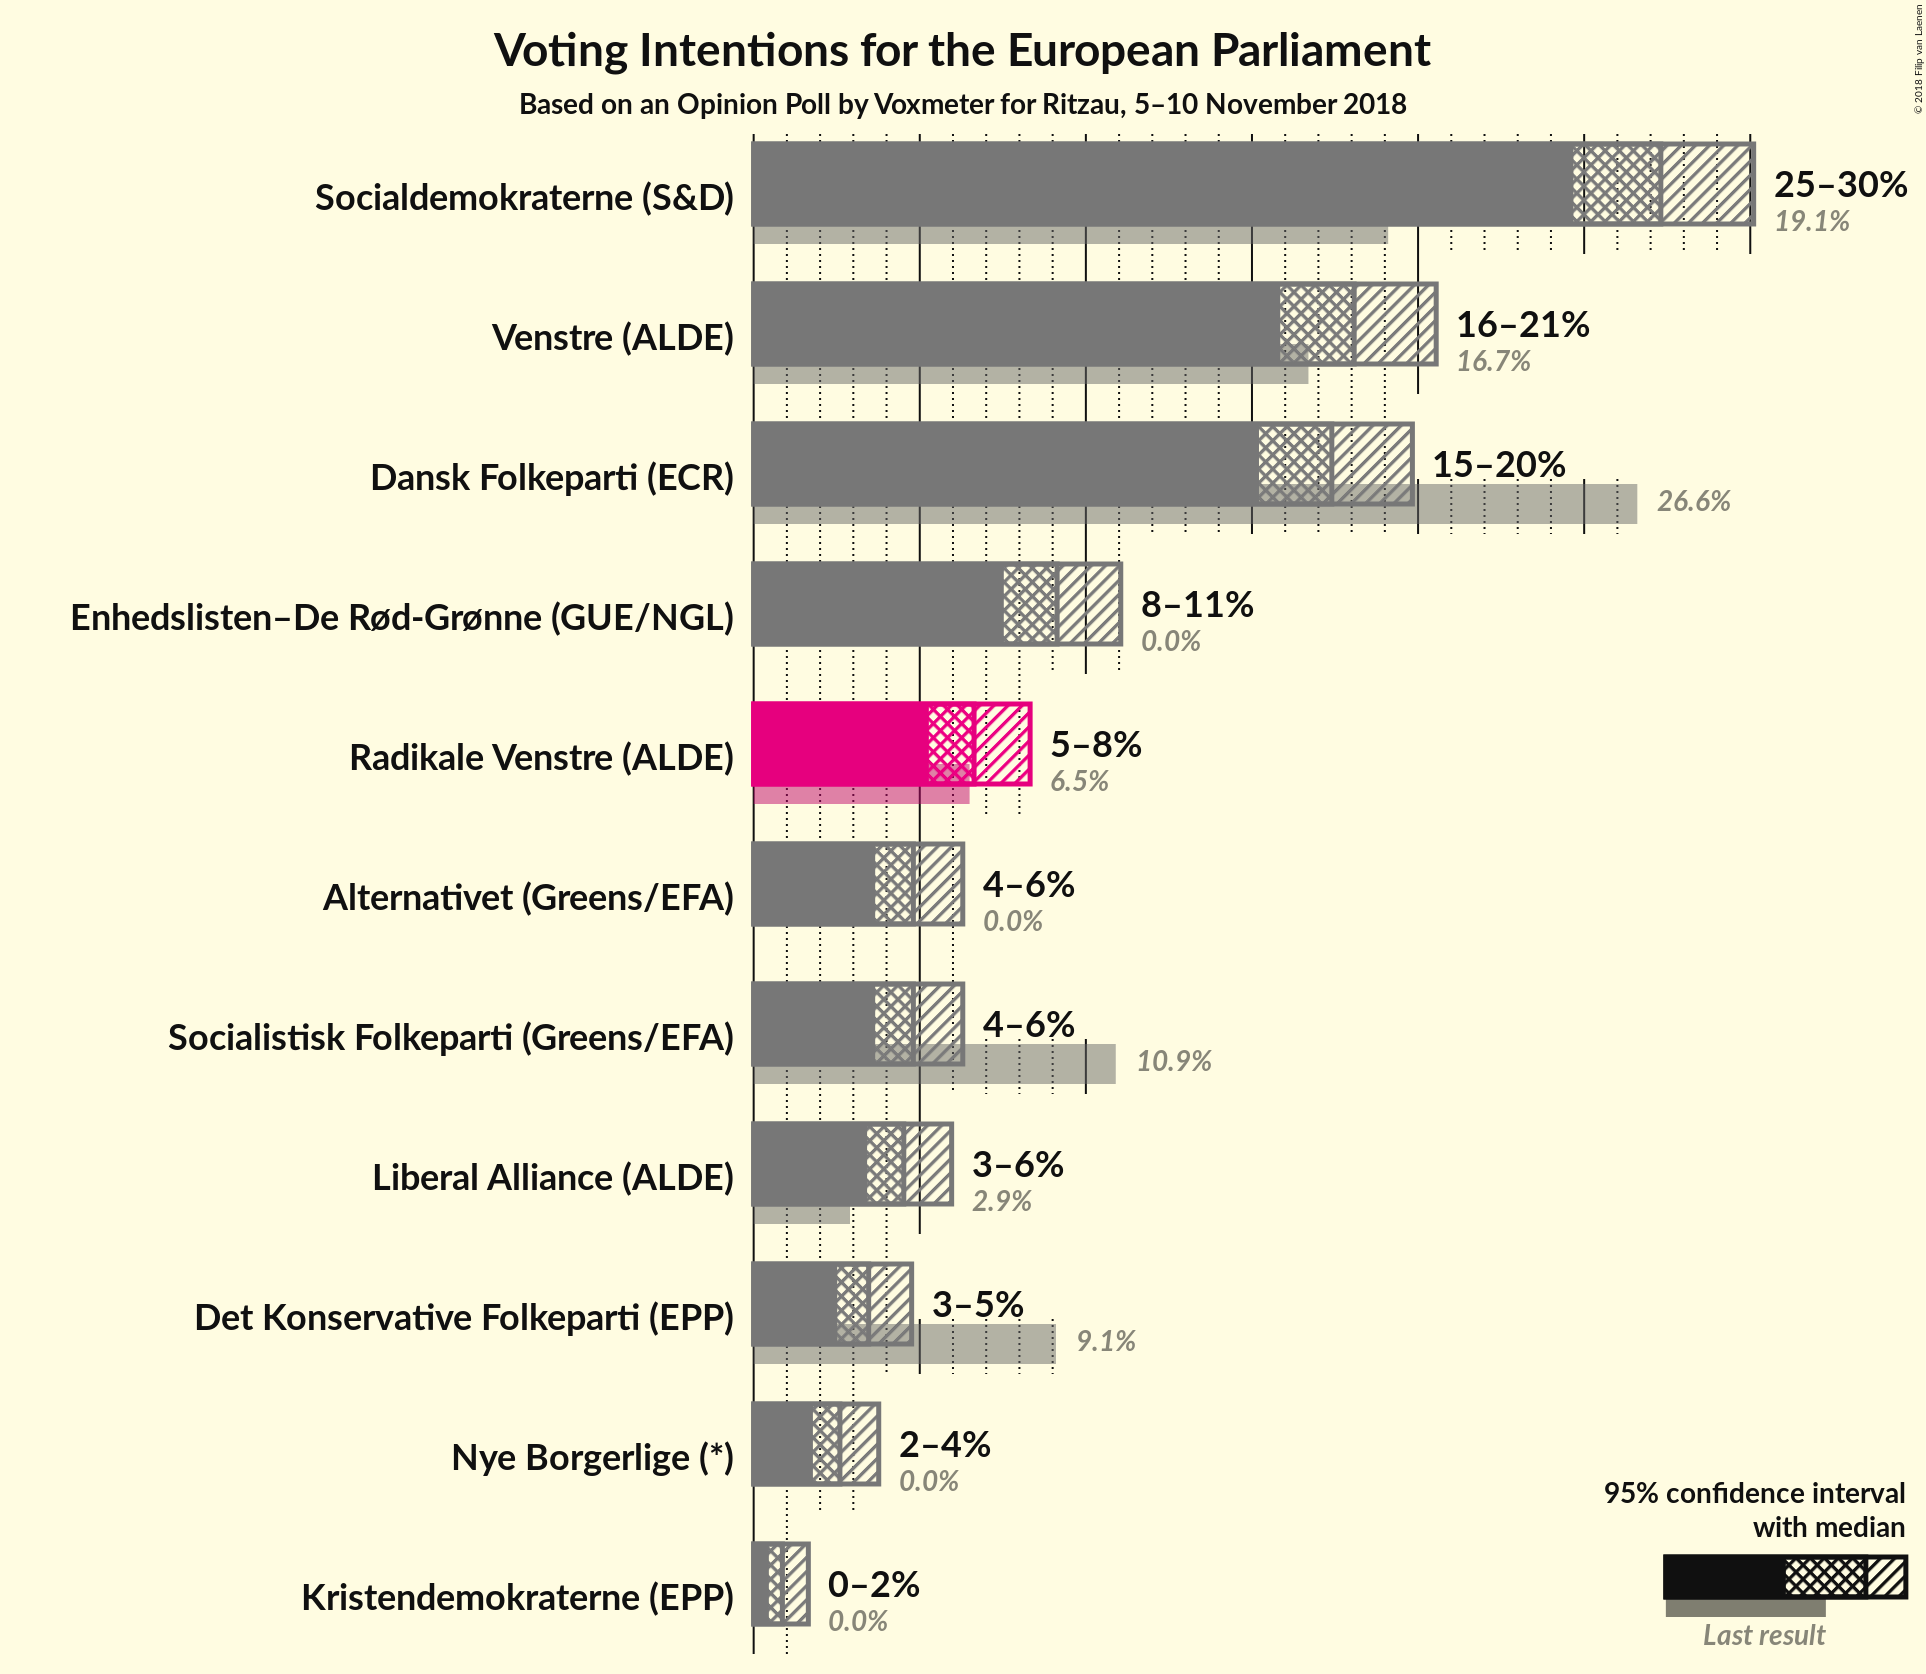 Voting Intentions for the European Parliament
Based on an Opinion Poll by Voxmeter for Ritzau, 5–10 November 2018
© 2018 Filip van Laenen
Socialdemokraterne (S&D)
25–30%
19.1%
Venstre (ALDE)
16–21%
16.7%
Dansk Folkeparti (ECR)
15–20%
26.6%
Enhedslisten–De Rød-Grønne (GUE/NGL)
8–11%
0.0%
Radikale Venstre (ALDE)
5–8%
6.5%
Alternativet (Greens/EFA)
4–6%
0.0%
Socialistisk Folkeparti (Greens/EFA)
4–6%
10.9%
Liberal Alliance (ALDE)
3–6%
2.9%
Det Konservative Folkeparti (EPP)
3–5%
9.1%
Nye Borgerlige (*)
2–4%
0.0%
Kristendemokraterne (EPP)
0–2%
0.0%
95% confidence interval
with median
Last result